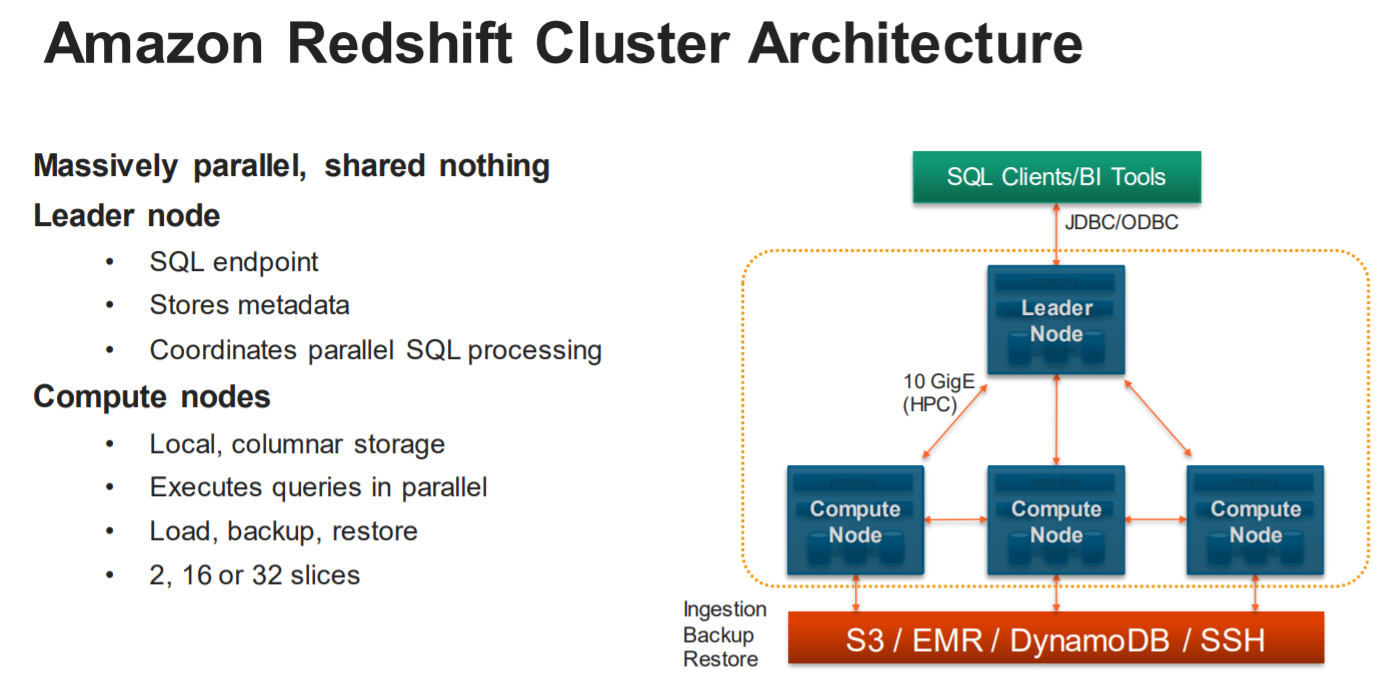 Amazon Redshift Cluster Architecture
Massively parallel, shared nothing
Leader node
• SQL endpoint
• Stores metadata
• Coordinates parallel SQL processing
Compute nodes
• Local, columnar storage
• Executes queries in parallel
• Load, backup, restore
• 2, 16 or 32 slices
SQL Clients/BI Tools
JDBC/ODBC
Leader
Node
10 GigE
(HPC)
Compute
Node
Compute
Node
Compute
Node
Ingestion
Backup
Restore
S3 / EMR / DynamoDB / SSH